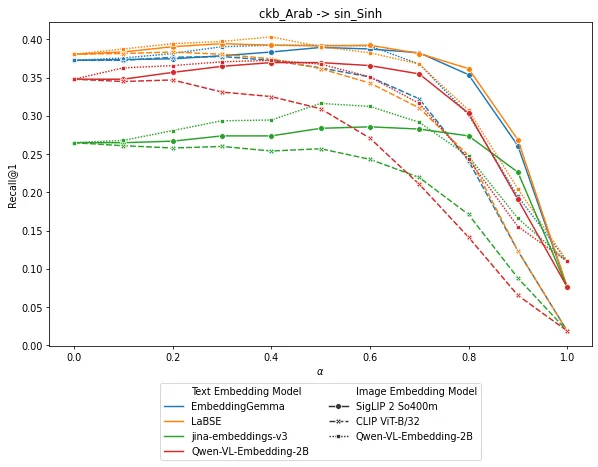 ckb_Arab -> sin_Sinh
Recall@1
0.40
0.35
0.30
0.25
0.20
0.15
0.10
0.05
0.00
0.0 0.2 0.4 0.6 0.8 1.0
α
Text Embedding Model Image Embedding Model
EmbeddingGemma SigLIP 2 So400m
LaBSE CLIP ViT-B/32
jina-embeddings-v3 Qwen-VL-Embedding-2B
Qwen-VL-Embedding-2B